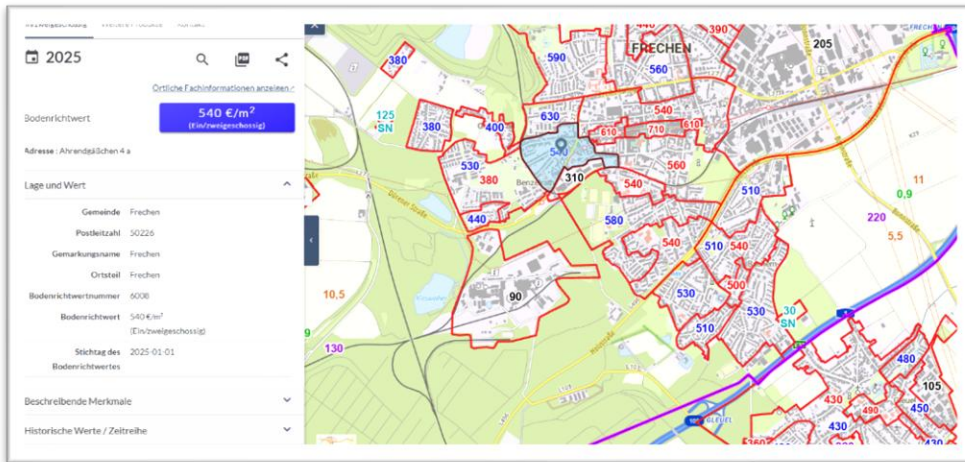 2025
Örtliche Fachinformationen anzeigen
Bodenrichtwert
540 €/m²
(Ein/zweigeschossig)
Adresse : Ahrendgäßchen 4 a
Lage und Wert
Gemeinde Frechen
Postleitzahl 50226
Gemarkungsname Frechen
Ortsteil Frechen
Bodenrichtwertnummer 6008
Bodenrichtwert 540 €/m²
(Ein/zweigeschossig)
Stichtag des 2025-01-01
Bodenrichtwertes
Beschreibende Merkmale
Historische Werte / Zeitreihe
440
390
FRECHEN
205
590
560
380
125
SN
380
400
630
540
610
710
610
540
530
380
310
560
540
510
440
580
540
510
540
500
90
530
510
530
30
SN
11
0,9
220
5,5
10,5
130
480
105
430
490
450
430
430
360